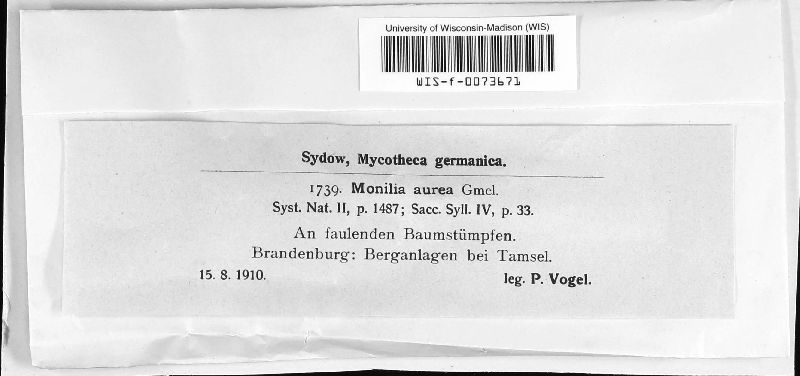 University of Wisconsin-Madison (WIS)
WIS-f-0073671
Sydow, Mycotheca germanica.
1739. Monilia aurea Gmel.
Syst. Nat. II, p. 1487; Sacc. Syll. IV, p. 33.
An faulenden Baumstümpfen.
Brandenburg: Berganlagen bei Tamsel.
15. 8. 1910. leg. P. Vogel.